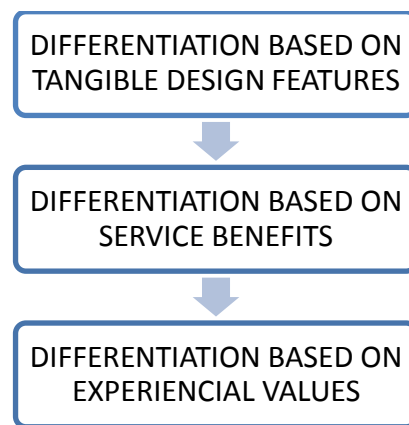 DIFFERENTIATION BASED ON
TANGIBLE DESIGN FEATURES
DIFFERENTIATION BASED ON
SERVICE BENEFITS
DIFFERENTIATION BASED ON
EXPERIENCIAL VALUES